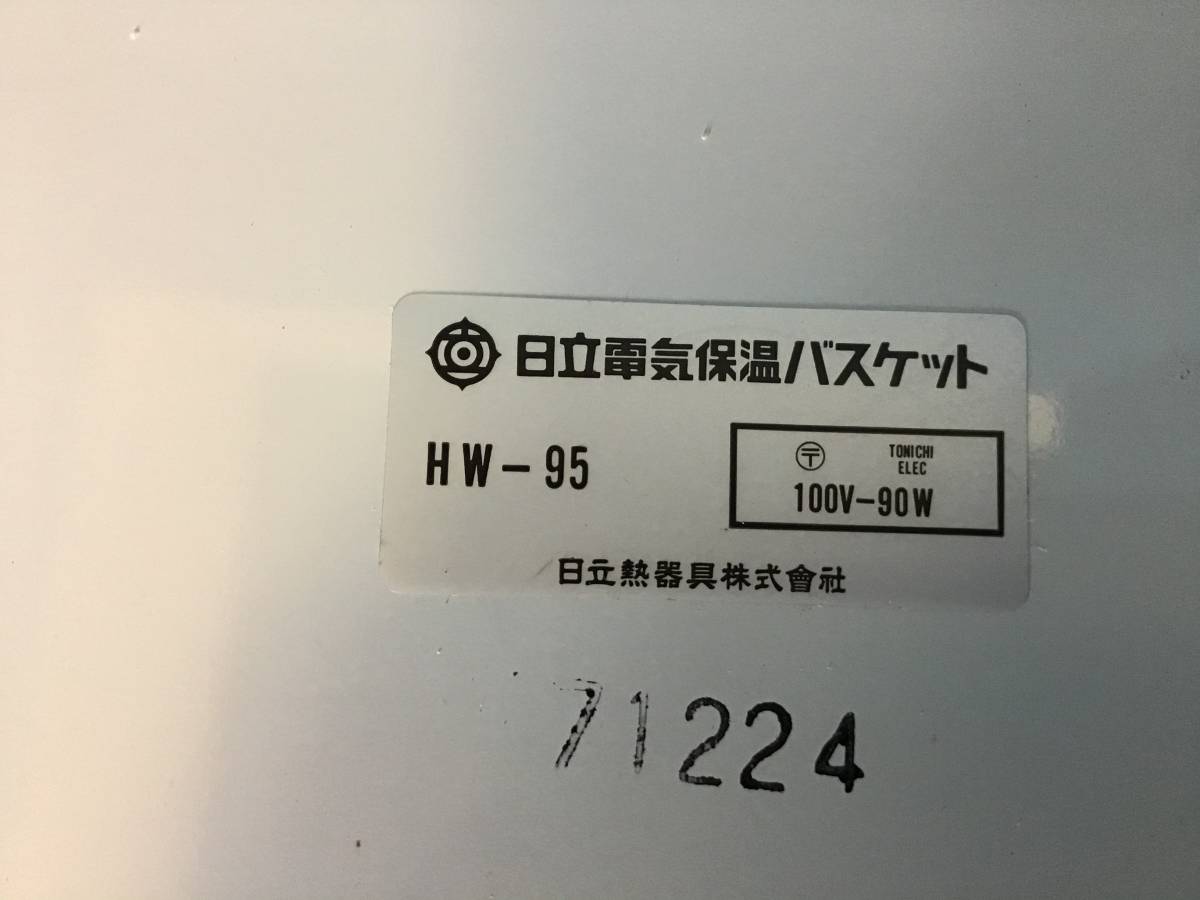 日立電気保温バスケット
HW-95
〒
TONICHI
ELEC
100V-90W
日立熱器具株式會社
71224